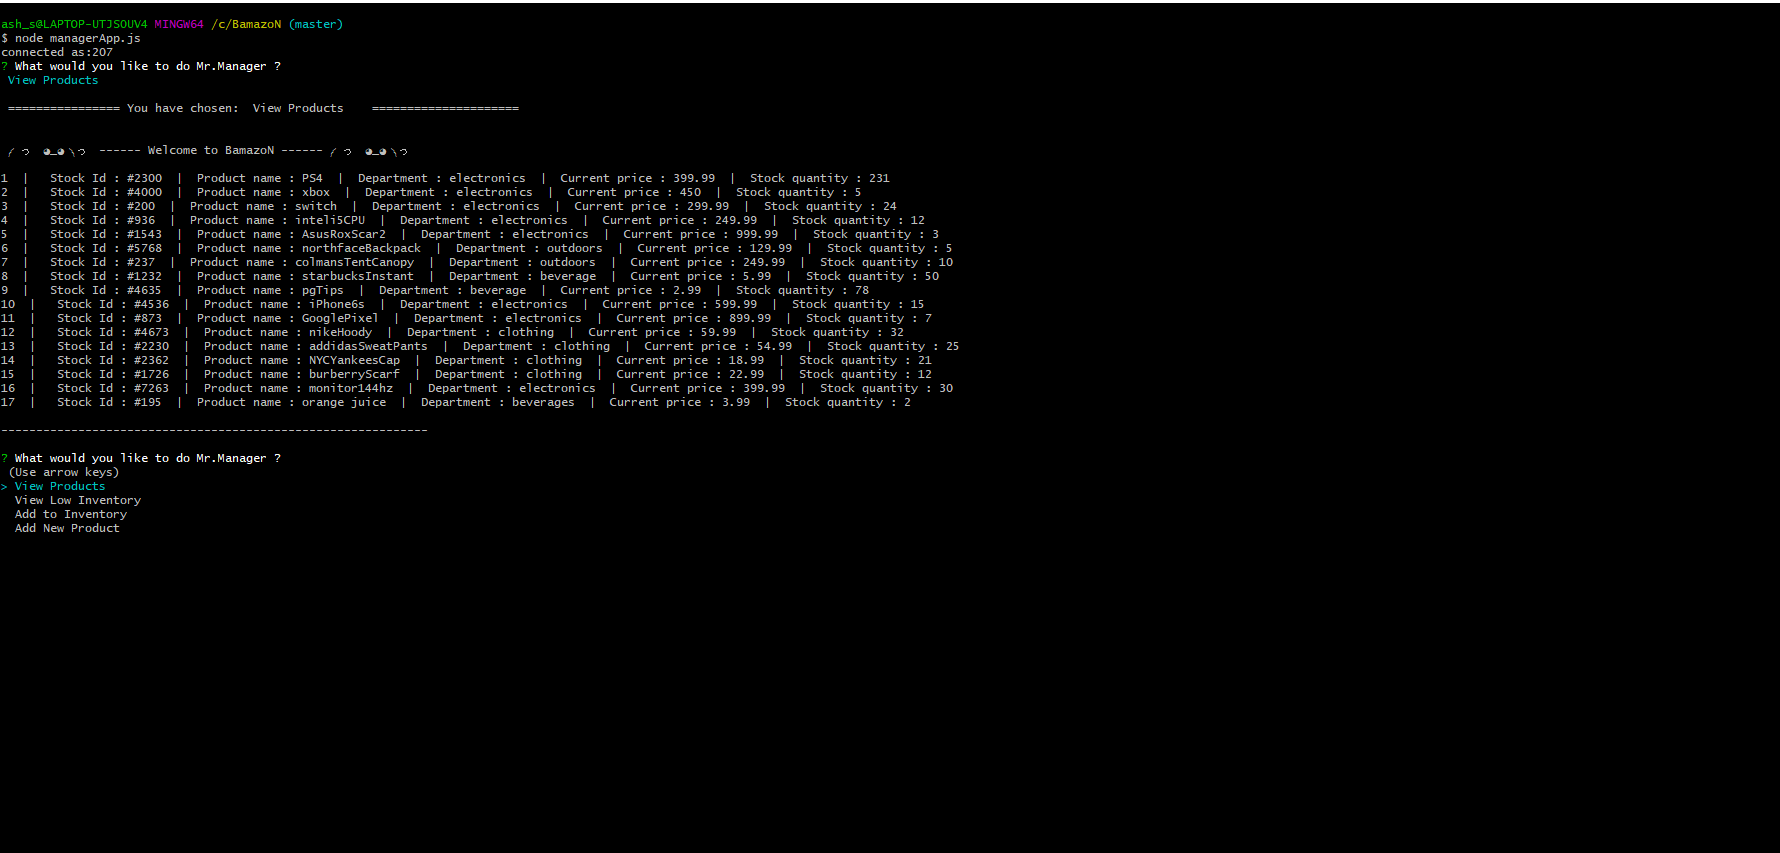 ash_s@LAPTOP-UTJSOUV4 MINGW64 /c/BamazoN (master)
$ node managerApp.js
connected as:207
? What would you like to do Mr.Manager ?
View Products
================ You have chosen:  View Products    =====================
------ Welcome to BamazoN ------
1  |   Stock Id : #2300  |  Product name : PS4  |  Department : electronics  |  Current price : 399.99  |  Stock quantity : 231
2  |   Stock Id : #4000  |  Product name : xbox  |  Department : electronics  |  Current price : 450  |  Stock quantity : 5
3  |   Stock Id : #200  |  Product name : switch  |  Department : electronics  |  Current price : 299.99  |  Stock quantity : 24
4  |   Stock Id : #936  |  Product name : inteli5CPU  |  Department : electronics  |  Current price : 249.99  |  Stock quantity : 12
5  |   Stock Id : #1543  |  Product name : AsusRoxScar2  |  Department : electronics  |  Current price : 999.99  |  Stock quantity : 3
6  |   Stock Id : #5768  |  Product name : northfaceBackpack  |  Department : outdoors  |  Current price : 129.99  |  Stock quantity : 5
7  |   Stock Id : #237  |  Product name : colmansTentCanopy  |  Department : outdoors  |  Current price : 249.99  |  Stock quantity : 10
8  |   Stock Id : #1232  |  Product name : starbucksInstant  |  Department : beverage  |  Current price : 5.99  |  Stock quantity : 50
9  |   Stock Id : #4635  |  Product name : pgTips  |  Department : beverage  |  Current price : 2.99  |  Stock quantity : 78
10  |   Stock Id : #4536  |  Product name : iPhone6s  |  Department : electronics  |  Current price : 599.99  |  Stock quantity : 15
11  |   Stock Id : #873  |  Product name : GooglePixel  |  Department : electronics  |  Current price : 899.99  |  Stock quantity : 7
12  |   Stock Id : #4673  |  Product name : nikeHoody  |  Department : clothing  |  Current price : 59.99  |  Stock quantity : 32
13  |   Stock Id : #2230  |  Product name : addidasSweatPants  |  Department : clothing  |  Current price : 54.99  |  Stock quantity : 25
14  |   Stock Id : #2362  |  Product name : NYCYankeesCap  |  Department : clothing  |  Current price : 18.99  |  Stock quantity : 21
15  |   Stock Id : #1726  |  Product name : burberryScarf  |  Department : clothing  |  Current price : 22.99  |  Stock quantity : 12
16  |   Stock Id : #7263  |  Product name : monitor144hz  |  Department : electronics  |  Current price : 399.99  |  Stock quantity : 30
17  |   Stock Id : #195  |  Product name : orange juice  |  Department : beverages  |  Current price : 3.99  |  Stock quantity : 2
-------------------------------------------------------------
? What would you like to do Mr.Manager ?
(Use arrow keys)
> View Products
View Low Inventory
Add to Inventory
Add New Product